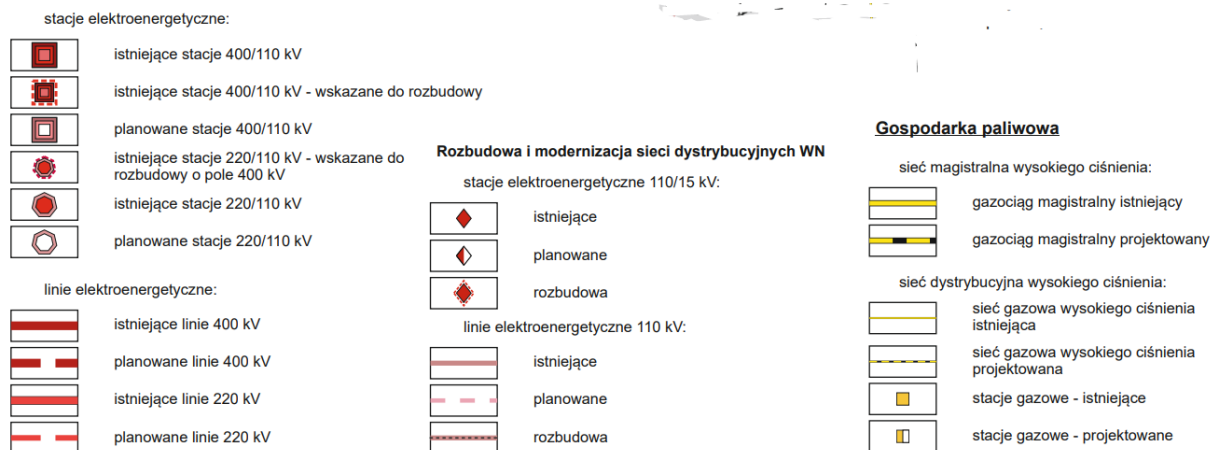 stacje elektroenergetyczne:
istniejące stacje 400/110 kV
istniejące stacje 400/110 kV - wskazane do rozbudowy
planowane stacje 400/110 kV
istniejące stacje 220/110 kV - wskazane do
rozbudowy o pole 400 kV
istniejące stacje 220/110 kV
planowane stacje 220/110 kV
linie elektroenergetyczne:
istniejące linie 400 kV
planowane linie 400 kV
istniejące linie 220 kV
planowane linie 220 kV
Rozbudowa i modernizacja sieci dystrybucyjnych WN
stacje elektroenergetyczne 110/15 kV:
istniejące
planowane
rozbudowa
linie elektroenergetyczne 110 kV:
istniejące
planowane
rozbudowa
Gospodarka paliwowa
sieć magistralna wysokiego ciśnienia:
gazociąg magistralny istniejący
gazociąg magistralny projektowany
sieć dystrybucyjna wysokiego ciśnienia:
sieć gazowa wysokiego ciśnienia
istniejąca
sieć gazowa wysokiego ciśnienia
projektowana
stacje gazowe - istniejące
stacje gazowe - projektowane